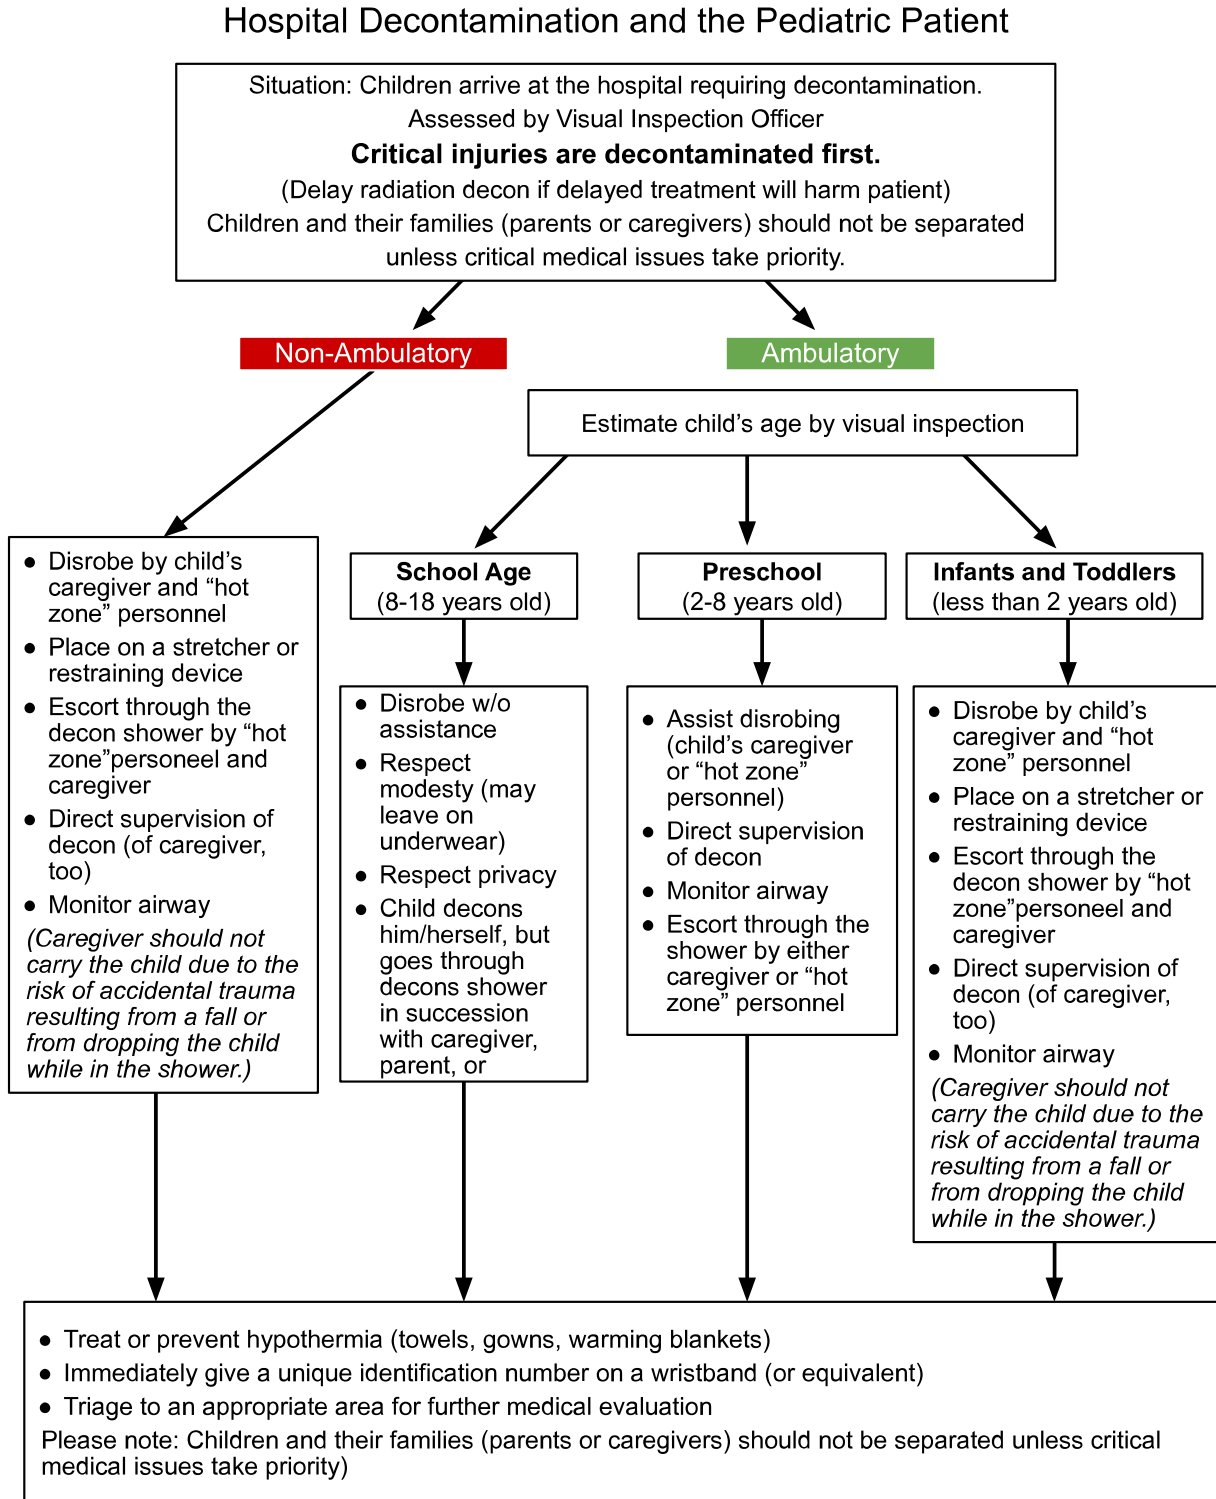 Hospital Decontamination and the Pediatric Patient
Situation: Children arrive at the hospital requiring decontamination.
Assessed by Visual Inspection Officer
Critical injuries are decontaminated first.
(Delay radiation decon if delayed treatment will harm patient)
Children and their families (parents or caregivers) should not be separated
unless critical medical issues take priority.
Non-Ambulatory
Ambulatory
Estimate child's age by visual inspection
● Disrobe by child's
caregiver and “hot
zone” personnel
● Place on a stretcher or
restraining device
● Escort through the
decon shower by “hot
zone”personeel and
caregiver
● Direct supervision of
decon (of caregiver,
too)
● Monitor airway
(Caregiver should not
carry the child due to the
risk of accidental trauma
resulting from a fall or
from dropping the child
while in the shower.)
School Age
(8-18 years old)
● Disrobe w/o
assistance
● Respect
modesty (may
leave on
underwear)
● Respect privacy
● Child decons
him/herself, but
goes through
decons shower
in succession
with caregiver,
parent, or
Preschool
(2-8 years old)
● Assist disrobing
(child's caregiver
or “hot zone”
personnel)
● Direct supervision
of decon
● Monitor airway
● Escort through the
shower by either
caregiver or “hot
zone” personnel
Infants and Toddlers
(less than 2 years old)
● Disrobe by child's
caregiver and “hot
zone” personnel
● Place on a stretcher or
restraining device
● Escort through the
decon shower by “hot
zone”personeel and
caregiver
● Direct supervision of
decon (of caregiver,
too)
● Monitor airway
(Caregiver should not
carry the child due to the
risk of accidental trauma
resulting from a fall or
from dropping the child
while in the shower.)
● Treat or prevent hypothermia (towels, gowns, warming blankets)
● Immediately give a unique identification number on a wristband (or equivalent)
● Triage to an appropriate area for further medical evaluation
Please note: Children and their families (parents or caregivers) should not be separated unless critical
medical issues take priority)